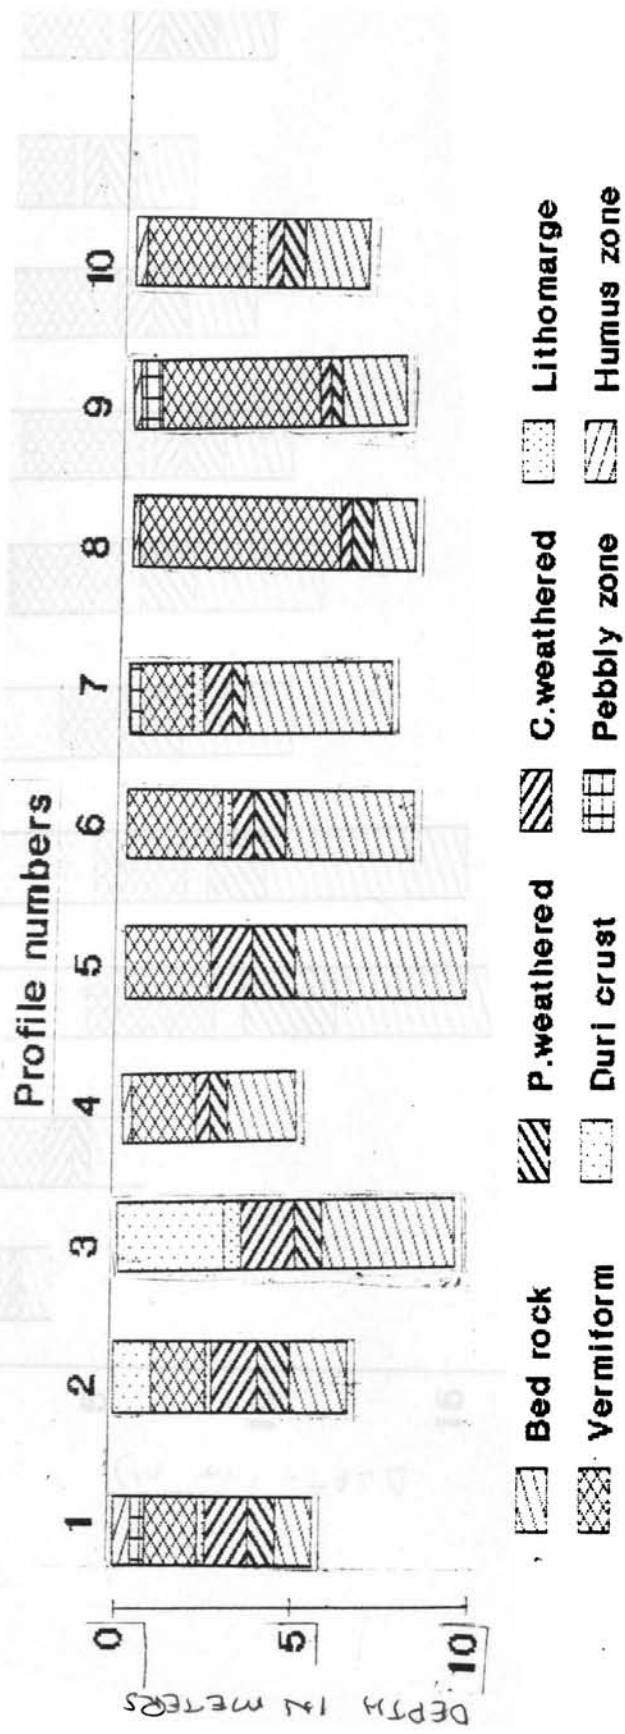 Profile numbers
1 2 3 4 5 6 7 8 9 10
0
5
10
DEPTH IN METERS
Bed rock P.weathered C.weathered Lithomarge
Vermiform Duri crust Pebbly zone Humus zone